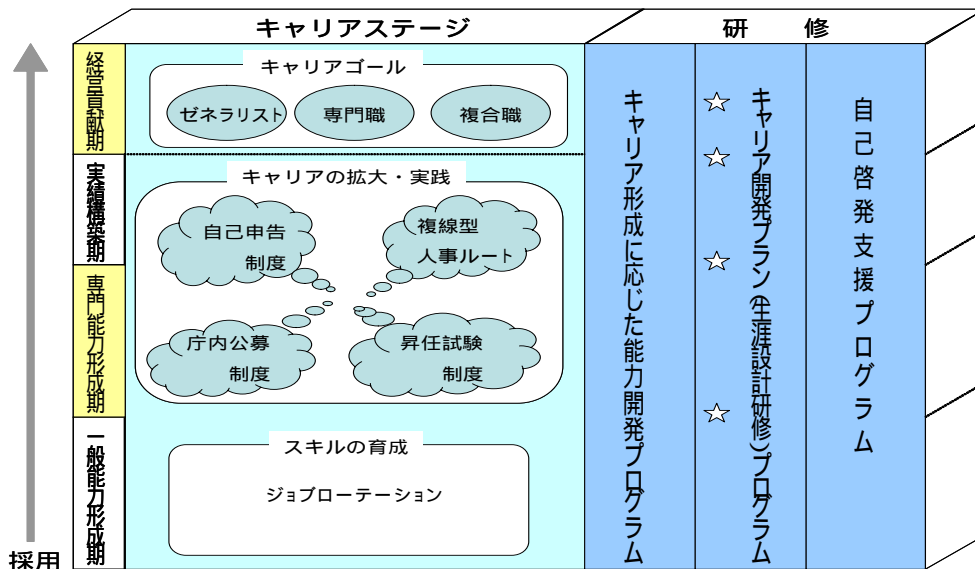 キャリアステージ
研 修
経営貢献期
キャリアゴール
ゼネラリスト
専門職
複合職
実績構築期
キャリアの拡大・実践
自己申告
制度
複線型
人事ルート
専門能力形成期
庁内公募
制度
昇任試験
制度
一般能力形成期
スキルの育成
ジョブローテーション
採用
キャリア形成に応じた能力開発プログラム
キャリア開発プラン(生涯設計研修)プログラム
自己啓発支援プログラム